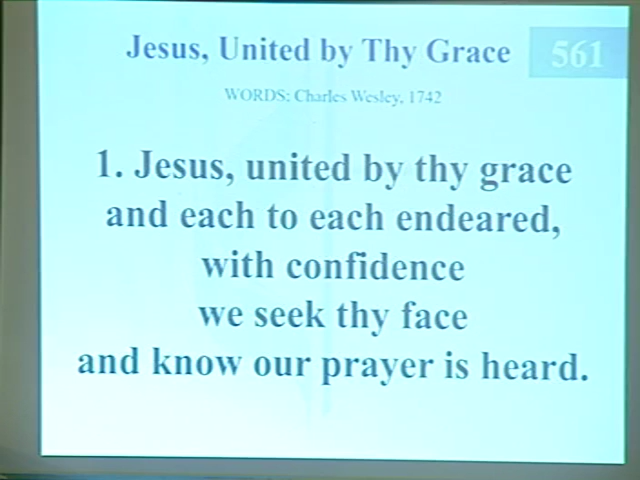 Jesus, United by Thy Grace 561
WORDS: Charles Wesley, 1742
1. Jesus, united by thy grace
and each to each endeared,
with confidence
we seek thy face
and know our prayer is heard.